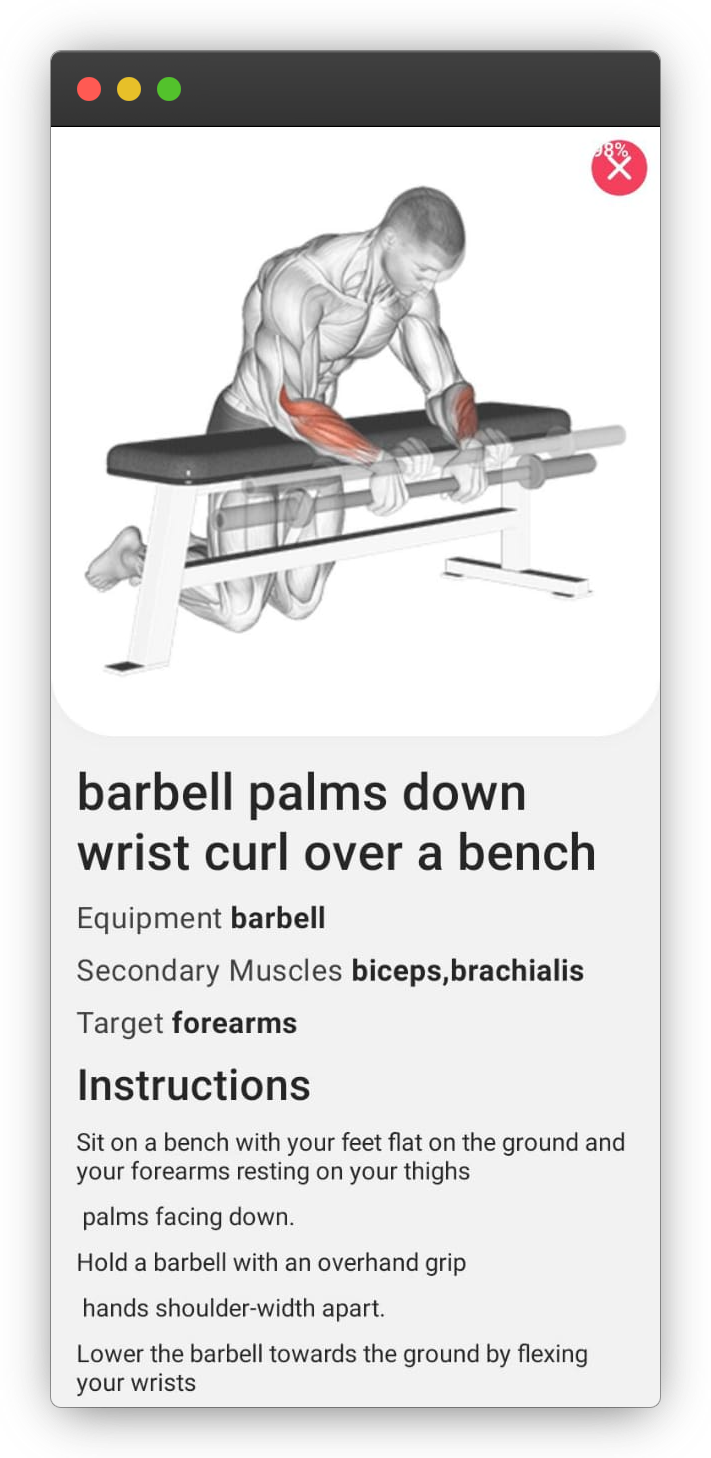 98%
barbell palms down
wrist curl over a bench
Equipment barbell
Secondary Muscles biceps,brachialis
Target forearms
Instructions
Sit on a bench with your feet flat on the ground and
your forearms resting on your thighs
palms facing down.
Hold a barbell with an overhand grip
hands shoulder-width apart.
Lower the barbell towards the ground by flexing
your wrists